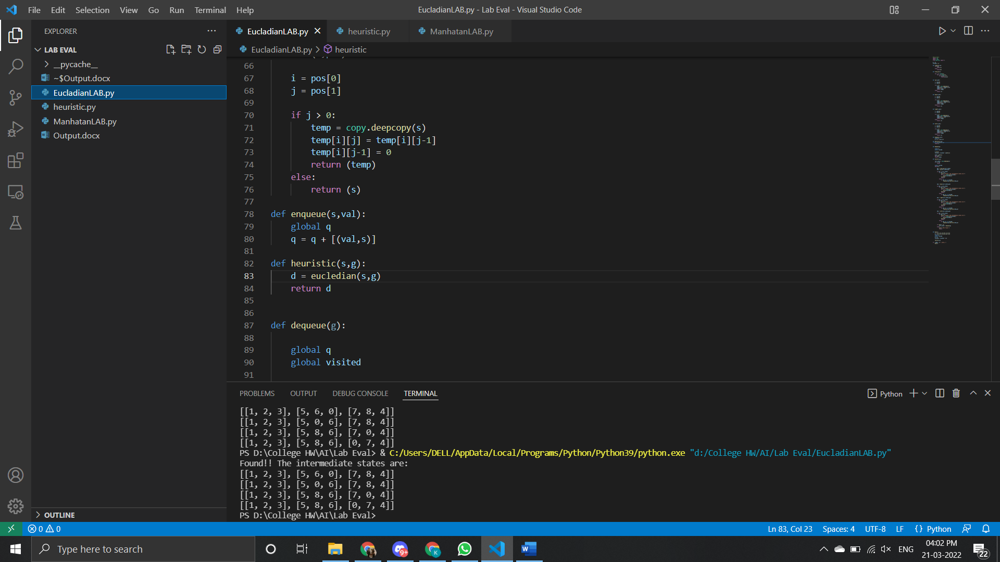 File Edit Selection View Go Run Terminal Help
EucladianLAB.py - Lab Eval - Visual Studio Code
EXPLORER
LAB EVAL
__pycache__
~$Output.docx
EucladianLAB.py
heuristic.py
ManhatanLAB.py
Output.docx
OUTLINE
EucladianLAB.py heuristic.py ManhatanLAB.py
EucladianLAB.py > heuristic
66
67 i = pos[0]
68 j = pos[1]
69
70 if j > 0:
71 temp = copy.deepcopy(s)
72 temp[i][j] = temp[i][j-1]
73 temp[i][j-1] = 0
74 return (temp)
75 else:
76 return (s)
77
78 def enqueue(s,val):
79 global q
80 q = q + [(val,s)]
81
82 def heuristic(s,g):
83 d = eucledian(s,g)
84 return d
85
86
87 def dequeue(g):
88
89 global q
90 global visited
91
PROBLEMS OUTPUT DEBUG CONSOLE TERMINAL
Python
[[1, 2, 3], [5, 6, 0], [7, 8, 4]]
[[1, 2, 3], [5, 0, 6], [7, 8, 4]]
[[1, 2, 3], [5, 8, 6], [7, 0, 4]]
[[1, 2, 3], [5, 8, 6], [0, 7, 4]]
PS D:\College HW\AI\Lab Eval> & C:/Users/DELL/AppData/Local/Programs/Python/Python39/python.exe "d:/College HW/AI/Lab Eval/EucladianLAB.py"
Found!! The intermediate states are:
[[1, 2, 3], [5, 6, 0], [7, 8, 4]]
[[1, 2, 3], [5, 0, 6], [7, 8, 4]]
[[1, 2, 3], [5, 8, 6], [7, 0, 4]]
[[1, 2, 3], [5, 8, 6], [0, 7, 4]]
PS D:\College HW\AI\Lab Eval>
0 0
Ln 83, Col 23 Spaces: 4 UTF-8 LF {} Python
Type here to search
9+
K
ENG
04:02 PM
21-03-2022
22